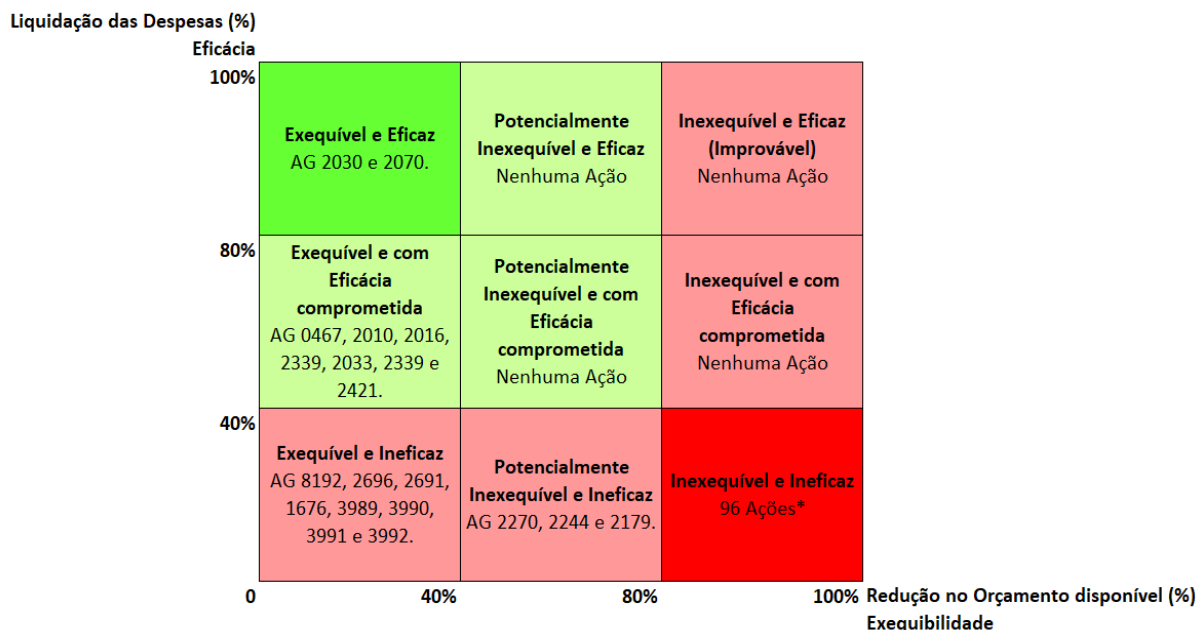 Liquidação das Despesas (%)
Eficácia
100%
Exequível e Eficaz
AG 2030 e 2070.
Potencialmente
Inexequível e Eficaz
Nenhuma Ação
Inexequível e Eficaz
(Improvável)
Nenhuma Ação
80%
Exequível e com
Eficácia
comprometida
AG 0467, 2010, 2016,
2339, 2033, 2339 e
2421.
Potencialmente
Inexequível e com
Eficácia
comprometida
Nenhuma Ação
Inexequível e com
Eficácia
comprometida
Nenhuma Ação
40%
Exequível e Ineficaz
AG 8192, 2696, 2691,
1676, 3989, 3990,
3991 e 3992.
Potencialmente
Inexequível e Ineficaz
AG 2270, 2244 e 2179.
Inexequível e Ineficaz
96 Ações*
0
40%
80%
100%
Redução no Orçamento disponível (%)
Exequibilidade